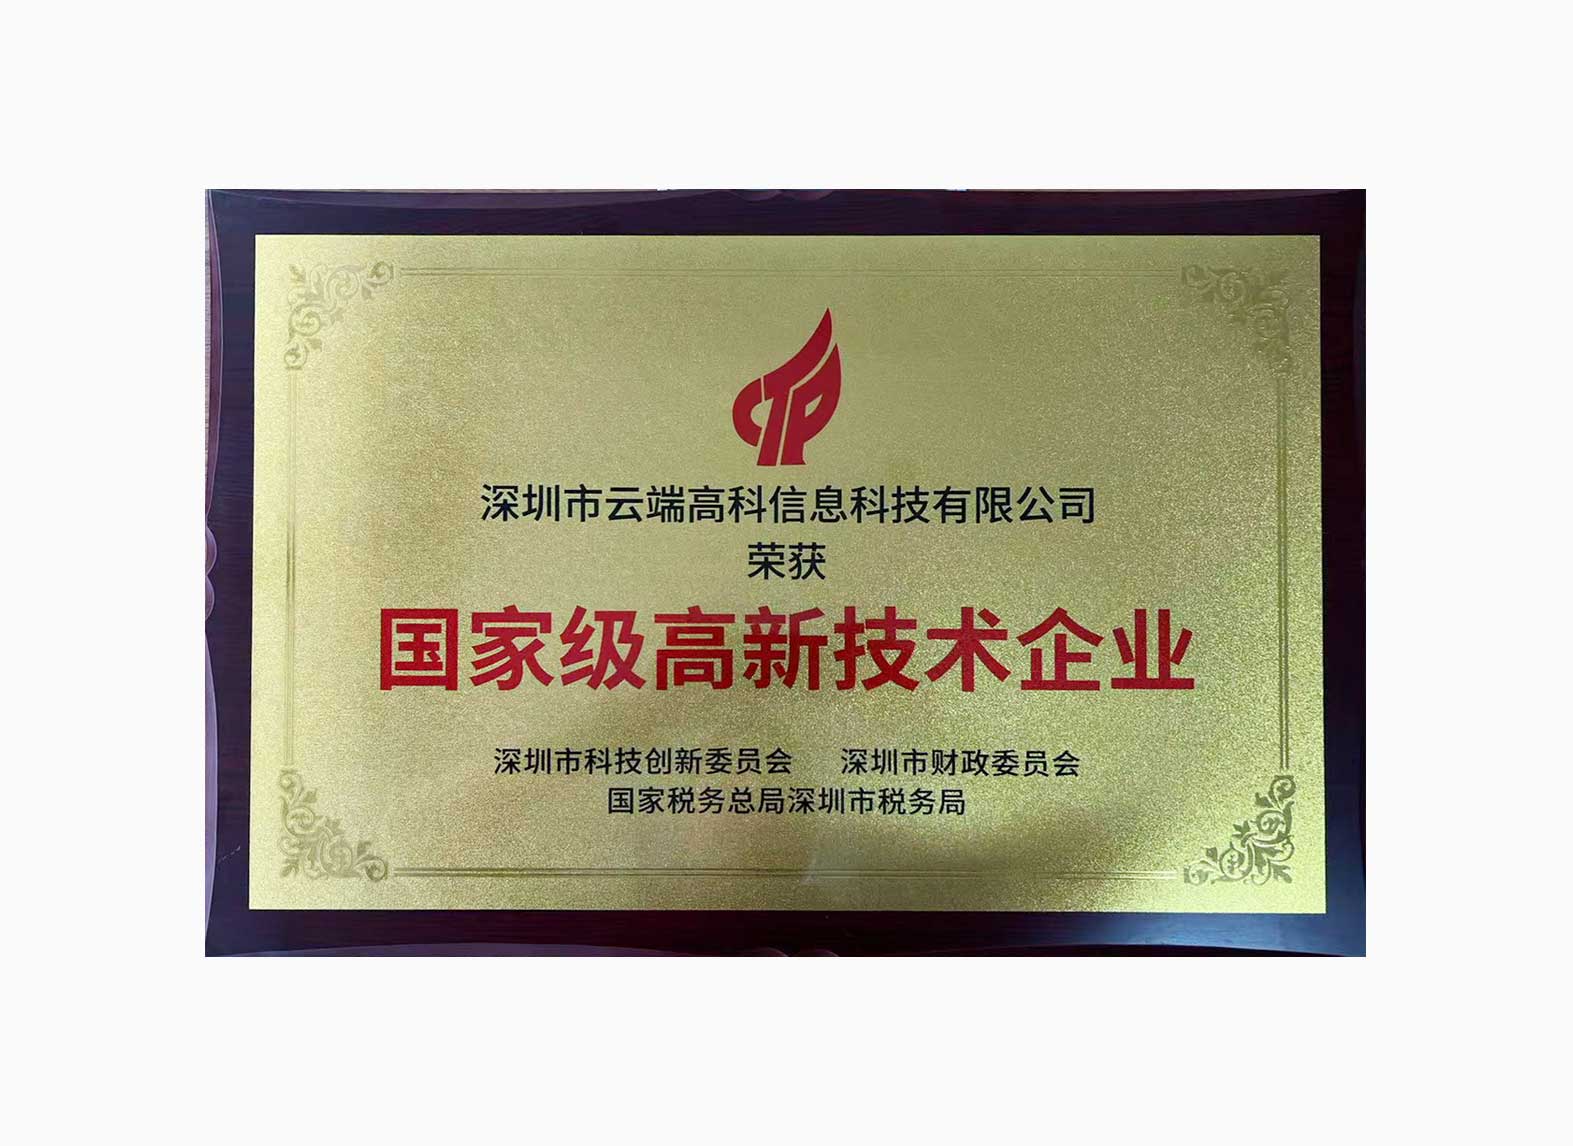 CTP
深圳市云端高科信息科技有限公司
荣获
国家级高新技术企业
深圳市科技创新委员会 深圳市财政委员会
国家税务总局深圳市税务局